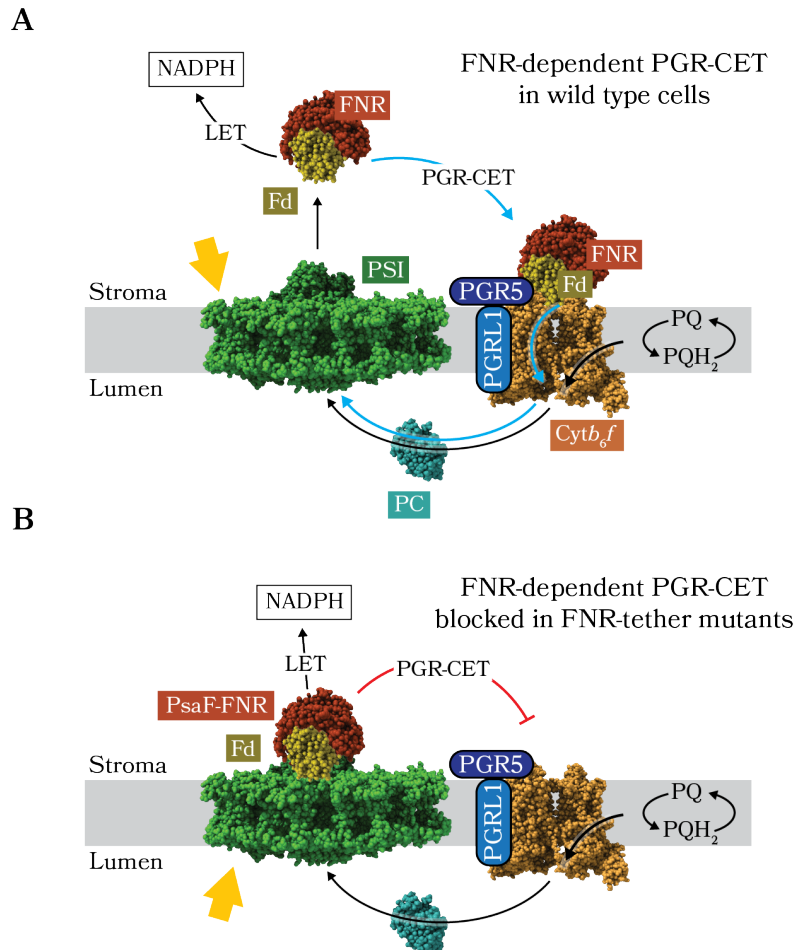 A
FNR-dependent PGR-CET
in wild type cells
NADPH
FNR
LET
PGR-CET
Fd
FNR
PSI
PGR5
Fd
Stroma
PQ
PGRL1
PQH2
Lumen
Cytb6f
PC
B
FNR-dependent PGR-CET
blocked in FNR-tether mutants
NADPH
LET
PGR-CET
PsaF-FNR
Fd
Stroma
PGR5
PQ
PGRL1
PQH2
Lumen